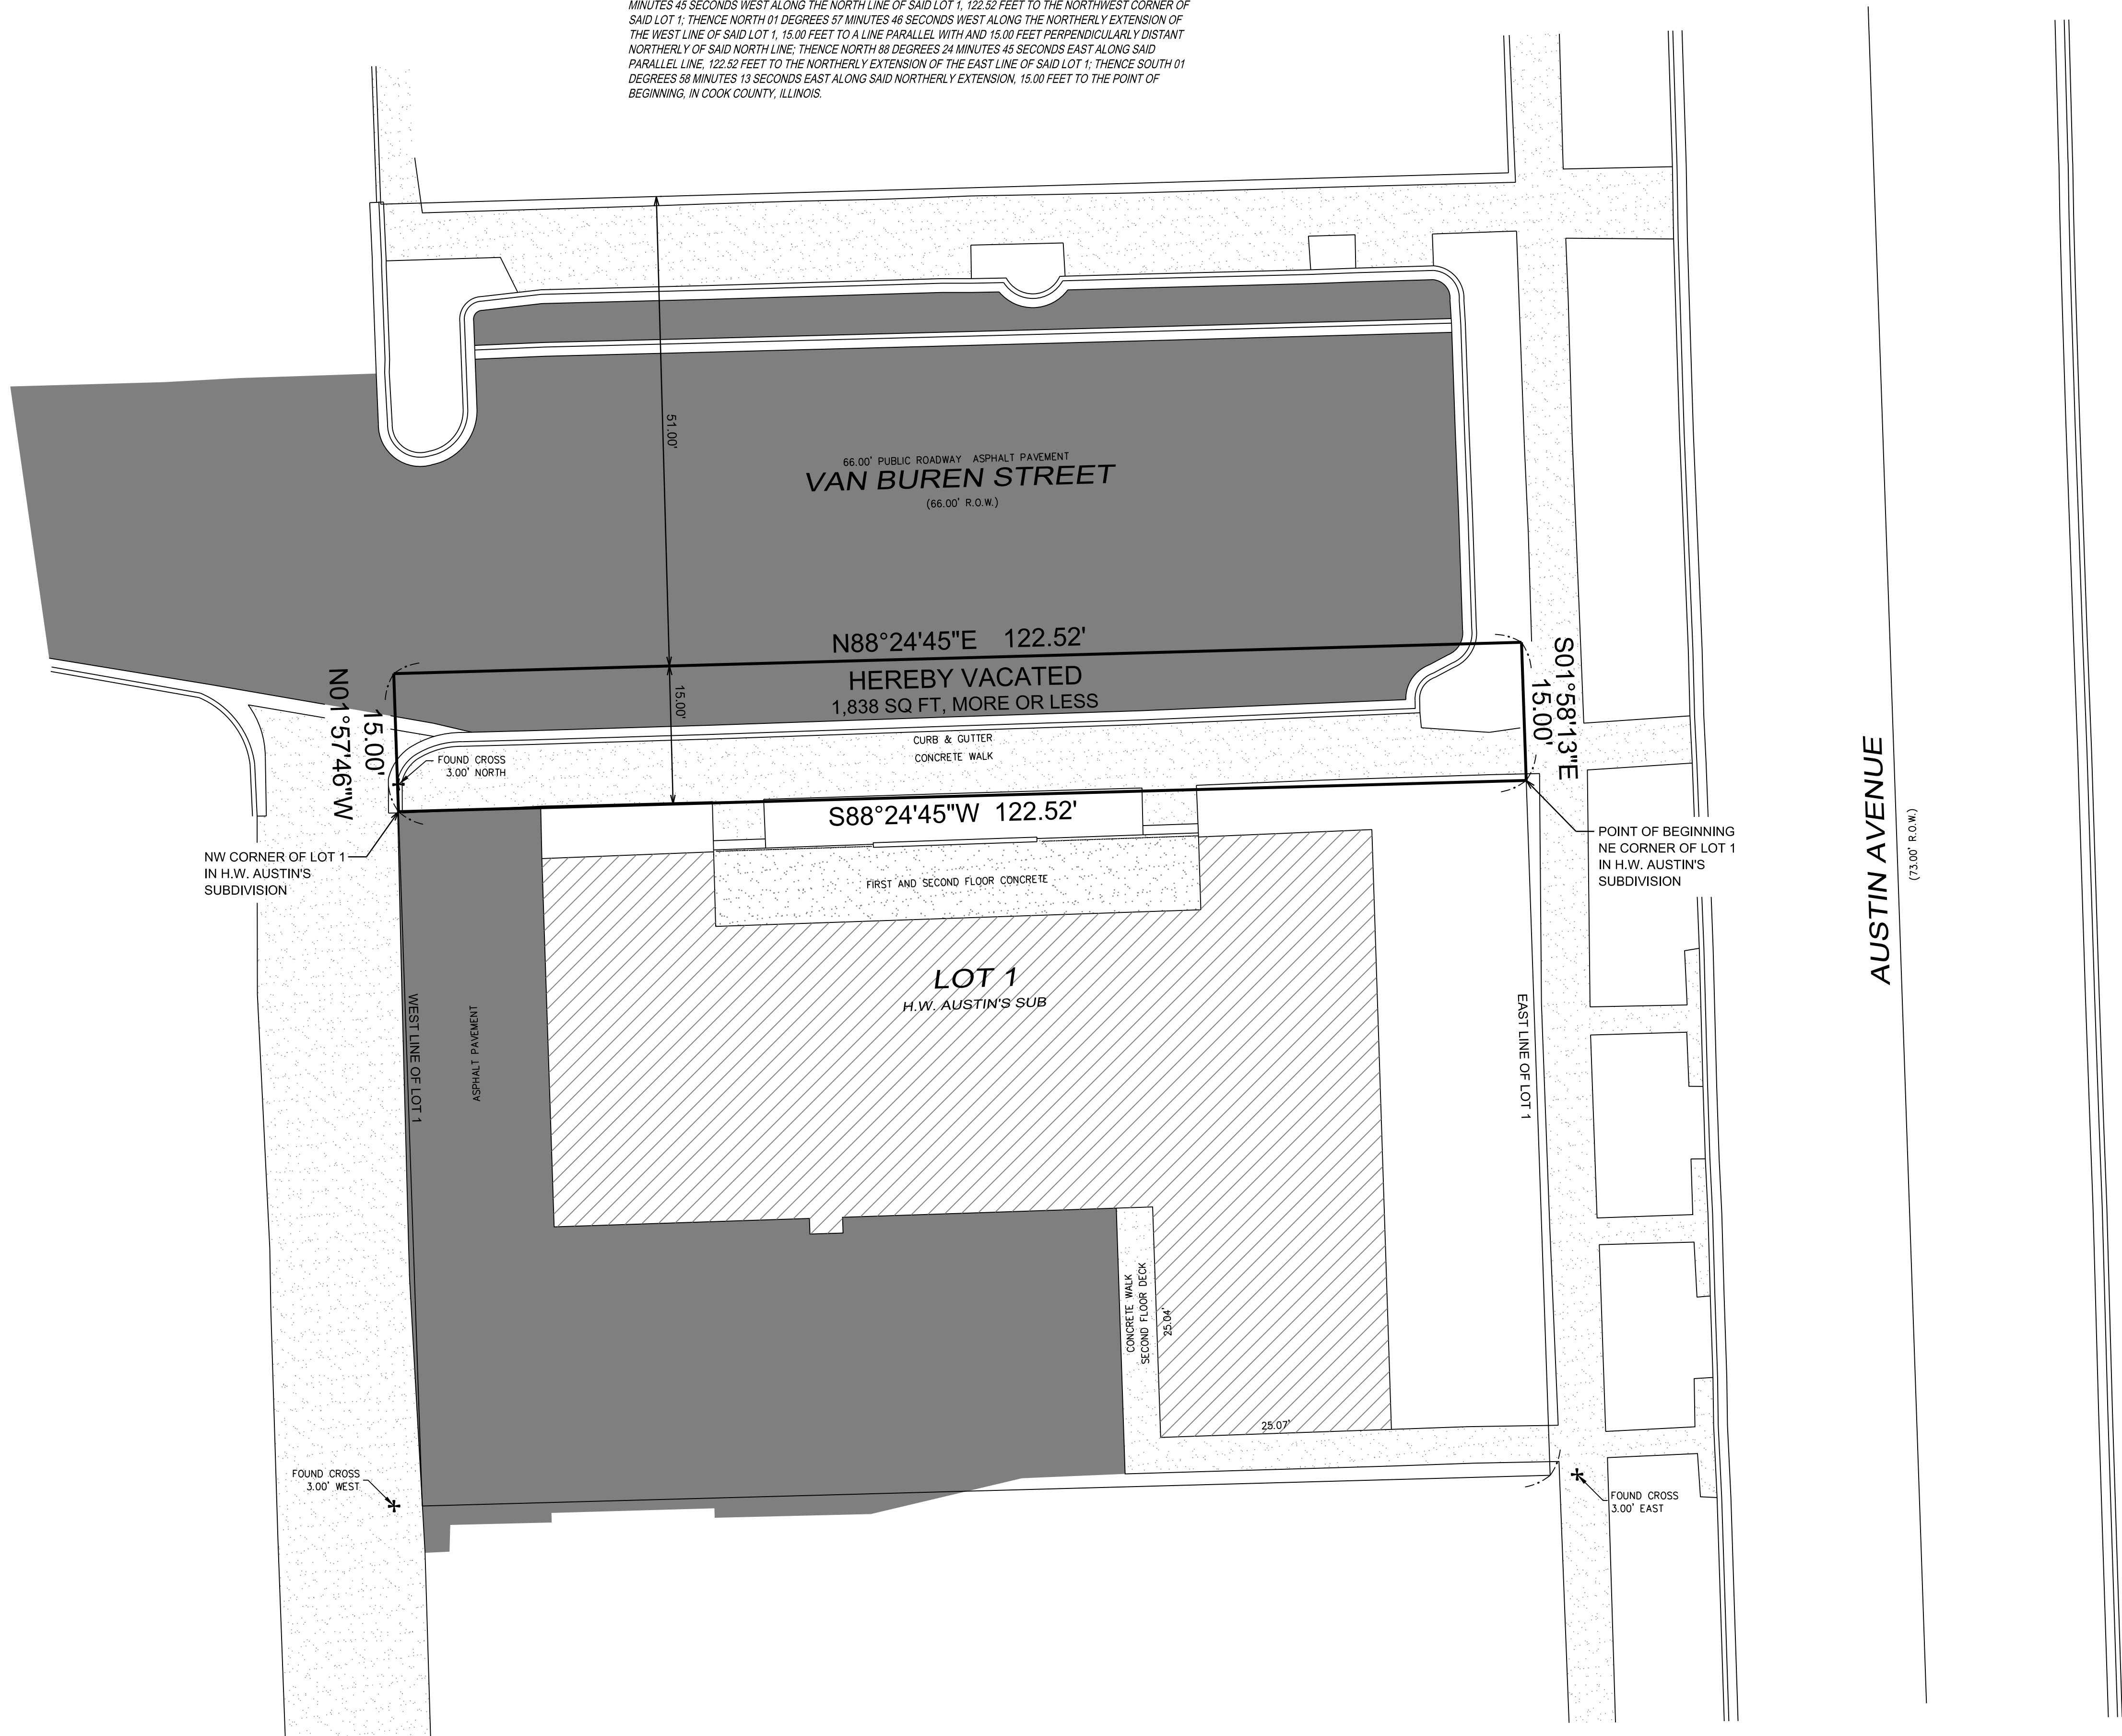 MINUTES 45 SECONDS WEST ALONG THE NORTH LINE OF SAID LOT 1, 122.52 FEET TO THE NORTHWEST CORNER OF
SAID LOT 1; THENCE NORTH 01 DEGREES 57 MINUTES 46 SECONDS WEST ALONG THE NORTHERLY EXTENSION OF
THE WEST LINE OF SAID LOT 1, 15.00 FEET TO A LINE PARALLEL WITH AND 15.00 FEET PERPENDICULARLY DISTANT
NORTHERLY OF SAID NORTH LINE; THENCE NORTH 88 DEGREES 24 MINUTES 45 SECONDS EAST ALONG SAID
PARALLEL LINE, 122.52 FEET TO THE NORTHERLY EXTENSION OF THE EAST LINE OF SAID LOT 1; THENCE SOUTH 01
DEGREES 58 MINUTES 13 SECONDS EAST ALONG SAID NORTHERLY EXTENSION, 15.00 FEET TO THE POINT OF
BEGINNING, IN COOK COUNTY, ILLINOIS.
51.00'
66.00' PUBLIC ROADWAY ASPHALT PAVEMENT
VAN BUREN STREET
(66.00' R.O.W.)
N88°24'45"E 122.52'
HEREBY VACATED
1,838 SQ FT, MORE OR LESS
15.00'
N01°57'46"W
15.00'
S01°58'13"E
15.00'
CURB & GUTTER
CONCRETE WALK
FOUND CROSS
3.00' NORTH
S88°24'45"W 122.52'
NW CORNER OF LOT 1
IN H.W. AUSTIN'S
SUBDIVISION
POINT OF BEGINNING
NE CORNER OF LOT 1
IN H.W. AUSTIN'S
SUBDIVISION
AUSTIN AVENUE
(73.00' R.O.W.)
FIRST AND SECOND FLOOR CONCRETE
LOT 1
H.W. AUSTIN'S SUB
WEST LINE OF LOT 1
ASPHALT PAVEMENT
EAST LINE OF LOT 1
CONCRETE WALK
SECOND FLOOR DECK
25.04'
25.07'
FOUND CROSS
3.00' WEST
FOUND CROSS
3.00' EAST